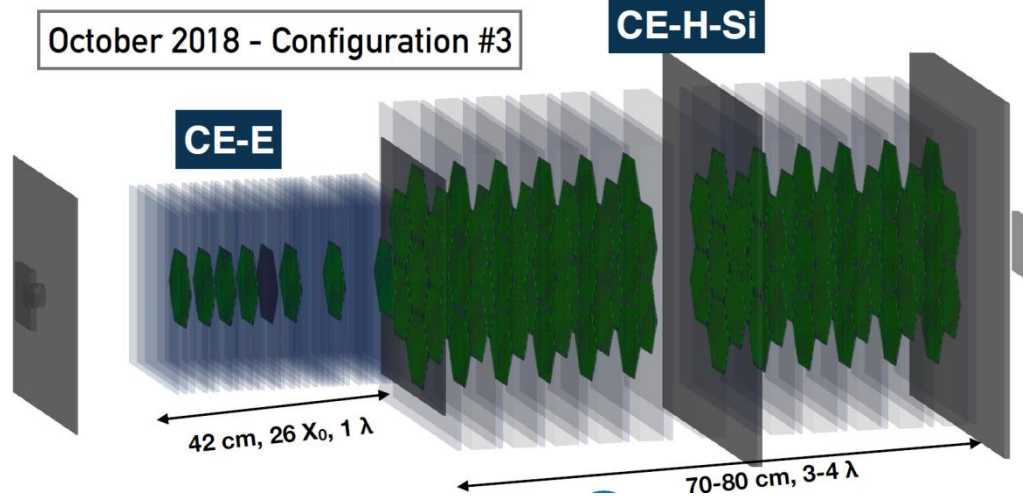 October 2018 - Configuration #3
CE-H-Si
CE-E
42 cm, 26 X₀, 1 λ
70-80 cm, 3-4 λ